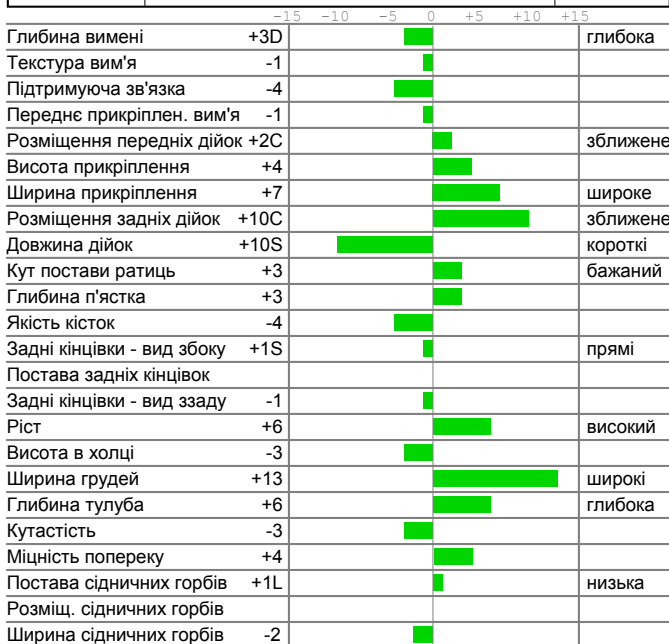 -15 -10 -5 0 +5 +10 +15
Глибина вимені +3D глибока
Текстура вим'я -1
Підтримуюча зв'язка -4
Переднє прикріплен. вим'я -1
Розміщення передніх дійок +2C зближене
Висота прикріплення +4
Ширина прикріплення +7 широке
Розміщення задніх дійок +10C зближене
Довжина дійок +10S короткі
Кут постави ратиць +3 бажаний
Глибина п'ястка +3
Якість кісток -4
Задні кінцівки - вид збоку +1S прямі
Постава задніх кінцівок
Задні кінцівки - вид ззаду -1
Ріст +6 високий
Висота в холці -3
Ширина грудей +13 широкі
Глибина тулуба +6 глибока
Кутастість -3
Міцність попереку +4
Постава сідничних горбів +1L низька
Розміщ. сідничних горбів
Ширина сідничних горбів -2